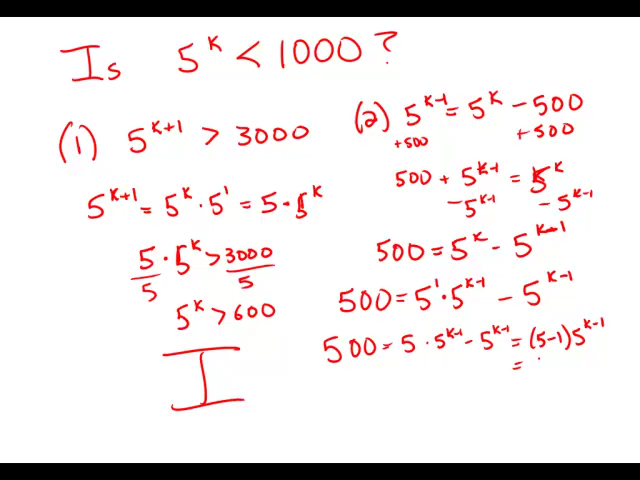 Is 5^k < 1000 ?
(1) 5^{k+1} > 3000
5^{k+1} = 5^k · 5^1 = 5 · 5^k
5 · 5^k > 3000
5 5
5^k > 600
I
(2) 5^{k-1} = 5^k - 500
+500 +500
500 + 5^{k-1} = 5^k
-5^{k-1} -5^{k-1}
500 = 5^k - 5^{k-1}
500 = 5^1 · 5^{k-1} - 5^{k-1}
500 = 5 · 5^{k-1} - 5^{k-1} = (5-1)5^{k-1}
=